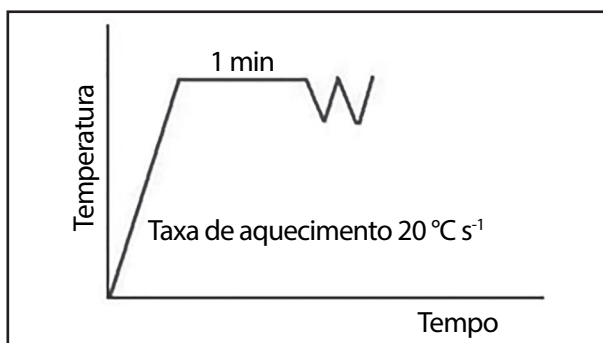 1 min
Temperatura
Taxa de aquecimento 20 °C s⁻¹
Tempo